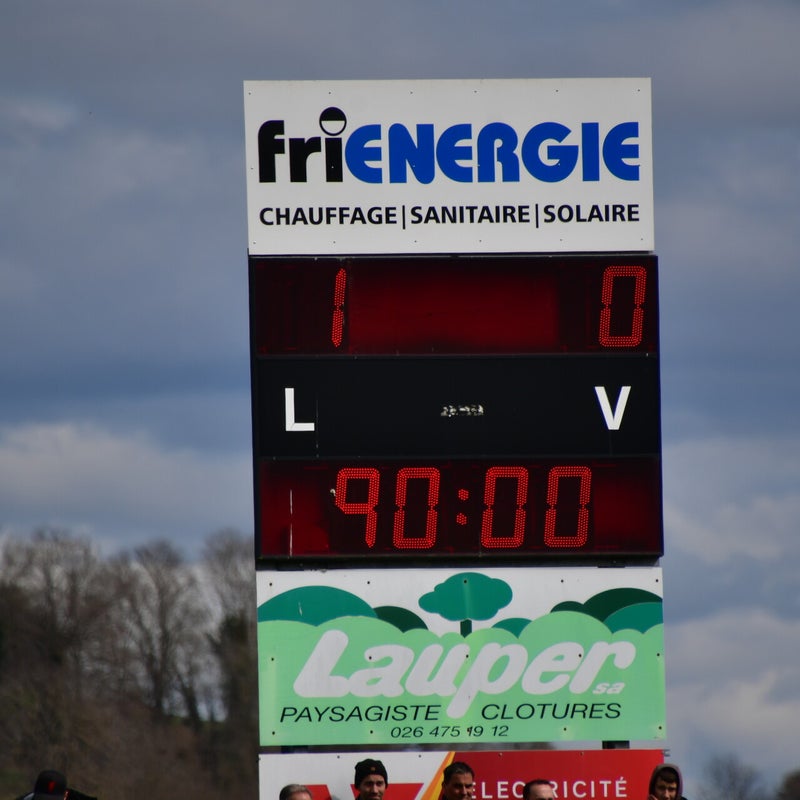 friENERGIE
CHAUFFAGE|SANITAIRE|SOLAIRE
1 0
L V
90:00
Lauper sa
PAYSAGISTE CLOTURES
026 475 19 12
ELECTRICITÉ